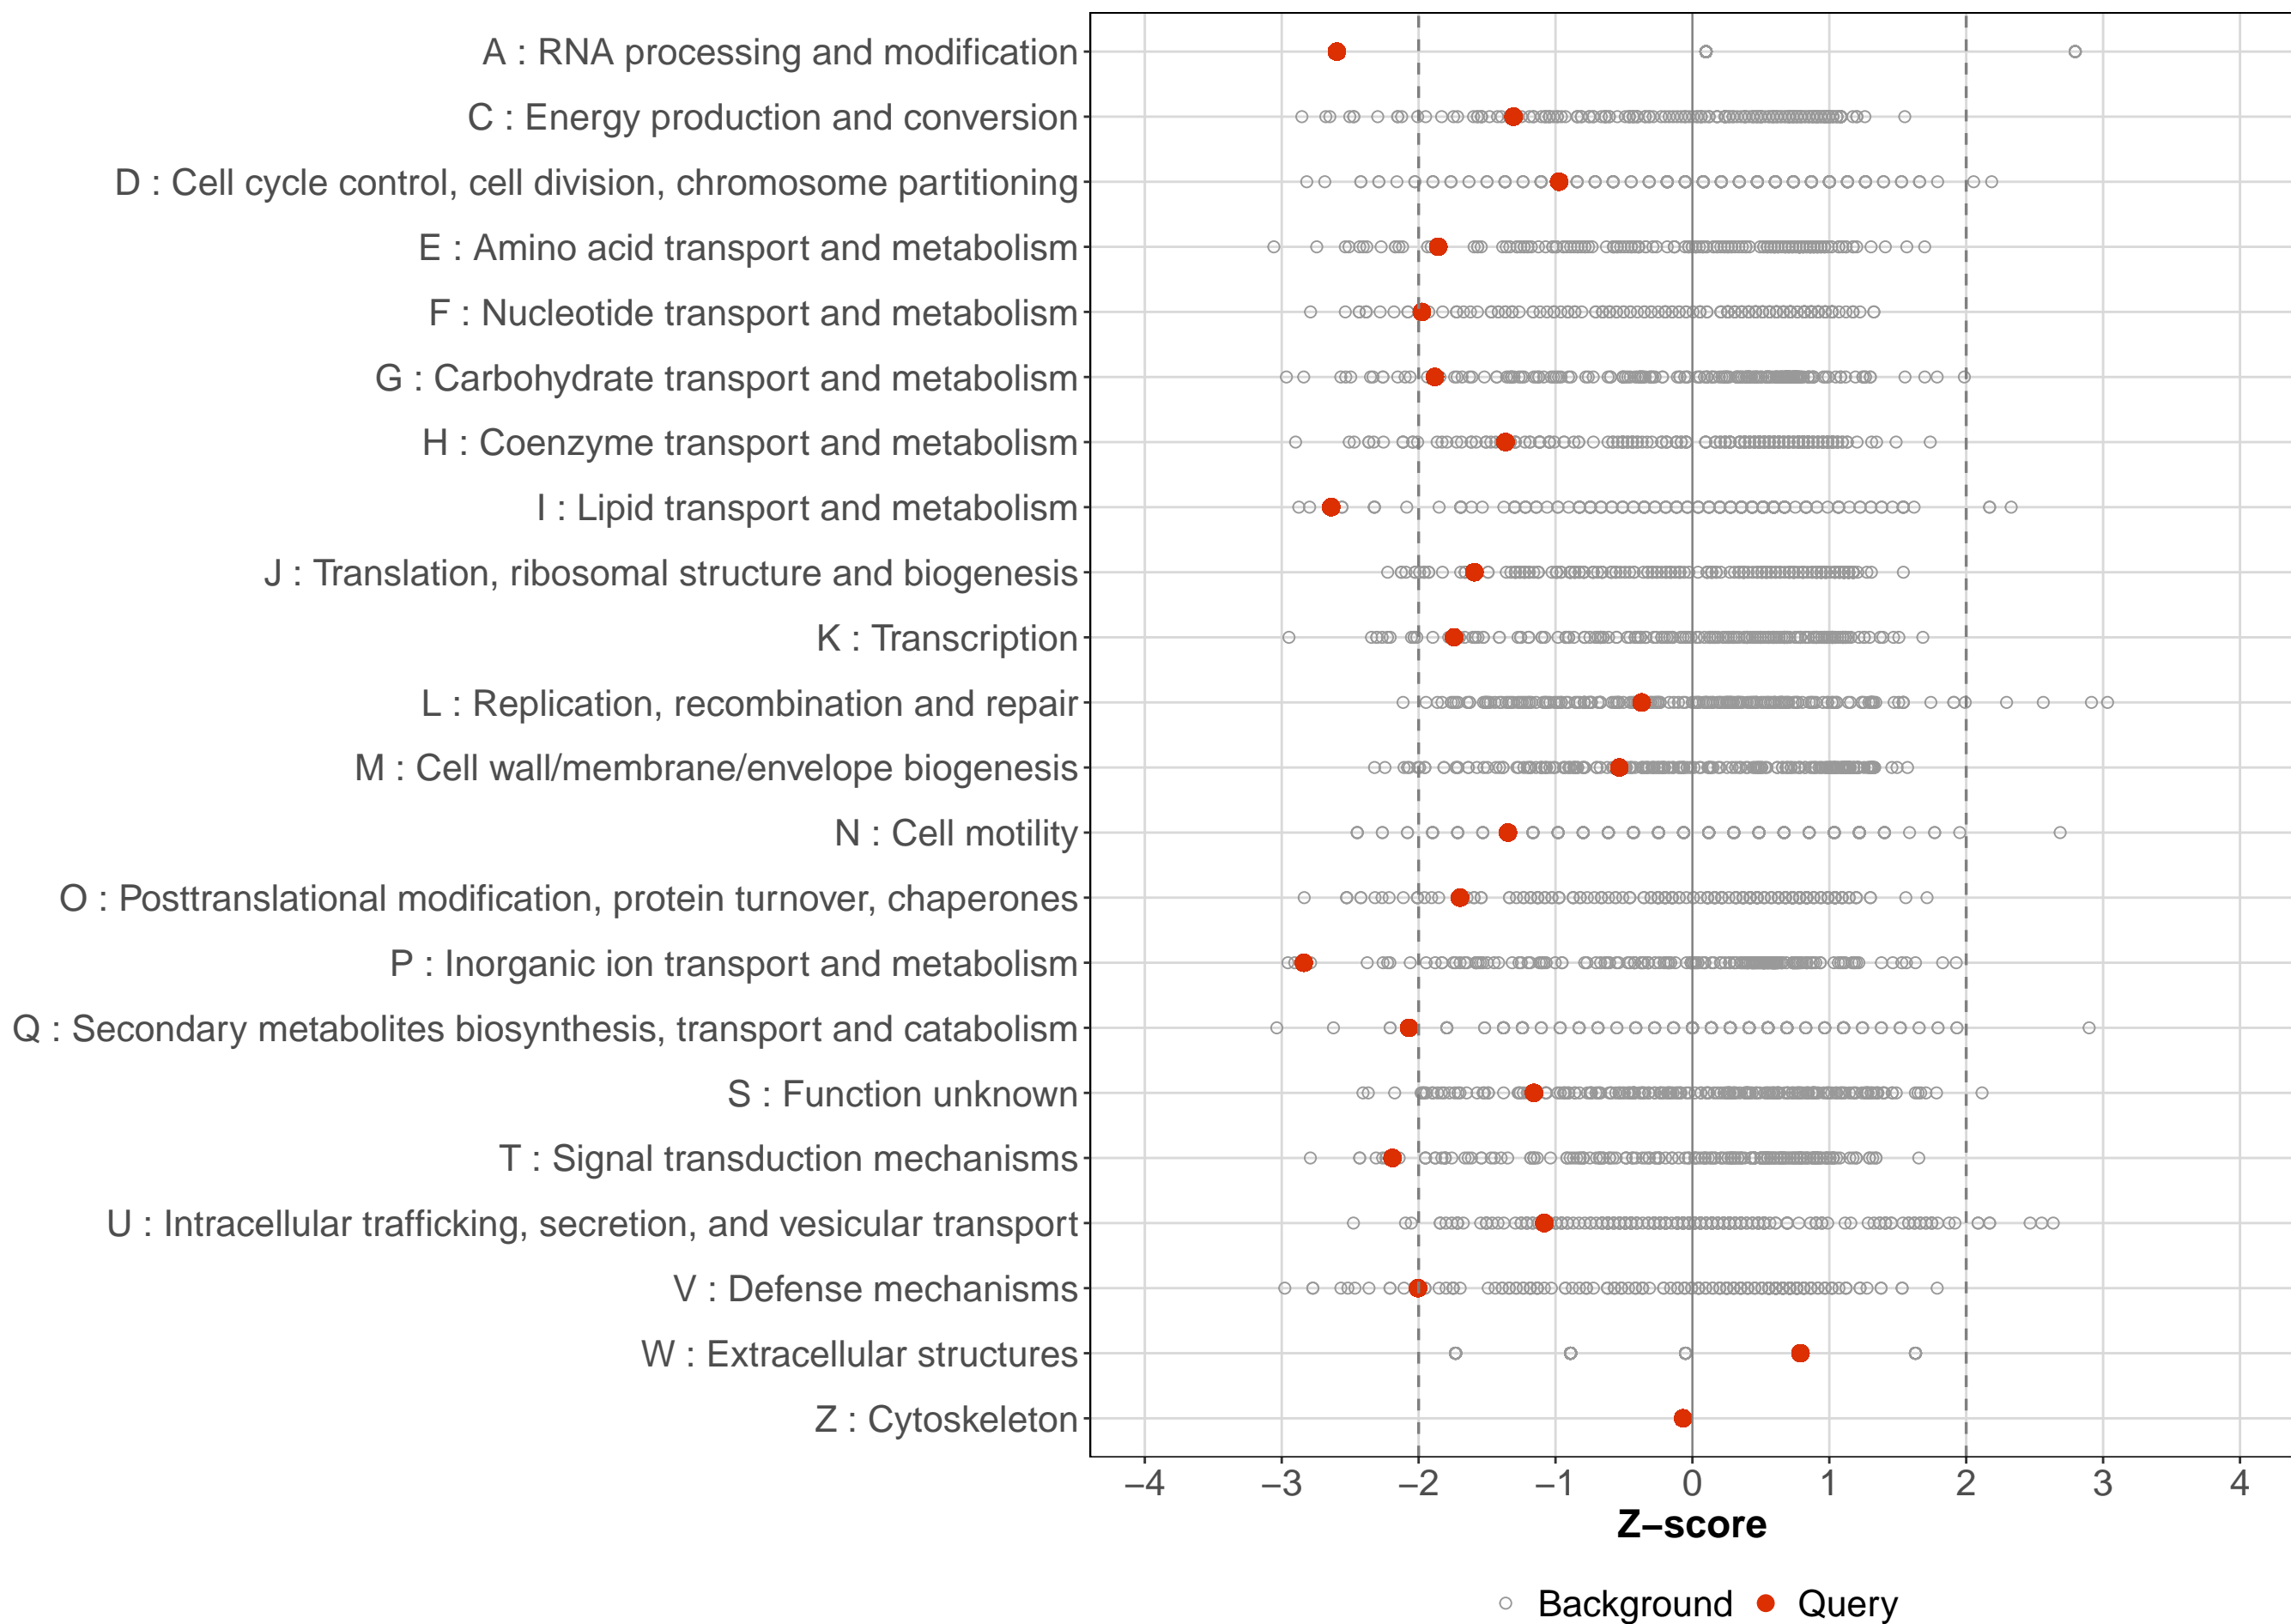 A : RNA processing and modification
C : Energy production and conversion
D : Cell cycle control, cell division, chromosome partitioning
E : Amino acid transport and metabolism
F : Nucleotide transport and metabolism
G : Carbohydrate transport and metabolism
H : Coenzyme transport and metabolism
I : Lipid transport and metabolism
J : Translation, ribosomal structure and biogenesis
K : Transcription
L : Replication, recombination and repair
M : Cell wall/membrane/envelope biogenesis
N : Cell motility
O : Posttranslational modification, protein turnover, chaperones
P : Inorganic ion transport and metabolism
Q : Secondary metabolites biosynthesis, transport and catabolism
S : Function unknown
T : Signal transduction mechanisms
U : Intracellular trafficking, secretion, and vesicular transport
V : Defense mechanisms
W : Extracellular structures
Z : Cytoskeleton
−4 −3 −2 −1 0 1 2 3 4
Z−score
Background Query